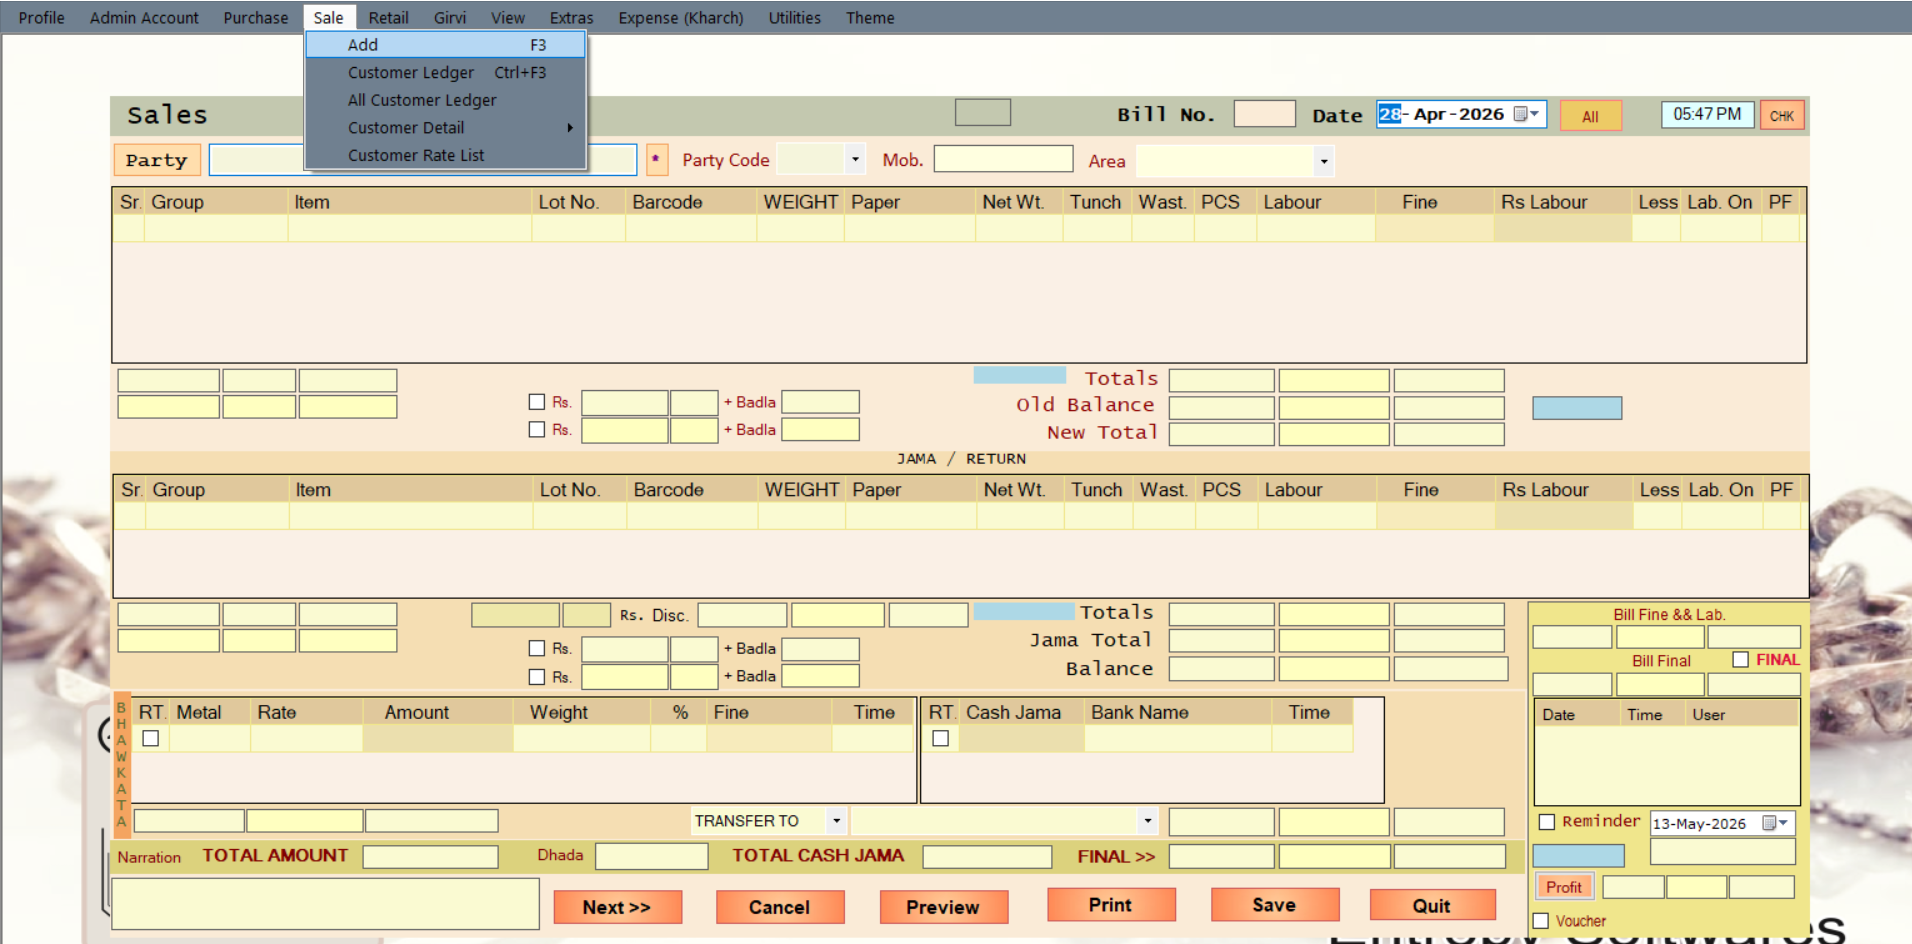 Profile Admin Account Purchase Sale Retail Girvi View Extras Expense (Kharch) Utilities Theme
Add F3
Customer Ledger Ctrl+F3
All Customer Ledger
Customer Detail
Customer Rate List
Sales Bill No. Date 28-Apr-2026 All 05:47 PM CHK
Party * Party Code Mob. Area
Sr. Group Item Lot No. Barcode WEIGHT Paper Net Wt. Tunch Wast. PCS Labour Fine Rs Labour Less Lab. On PF
Totals
Rs. + Badla Old Balance
Rs. + Badla New Total
JAMA / RETURN
Sr. Group Item Lot No. Barcode WEIGHT Paper Net Wt. Tunch Wast. PCS Labour Fine Rs Labour Less Lab. On PF
Rs. Disc. Totals Bill Fine && Lab.
Rs. + Badla Jama Total
Rs. + Badla Balance Bill Final FINAL
BHAWKATA
RT. Metal Rate Amount Weight % Fine Time RT. Cash Jama Bank Name Time Date Time User
TRANSFER TO Reminder 13-May-2026
Narration TOTAL AMOUNT Dhada TOTAL CASH JAMA FINAL >>
Profit
Next >> Cancel Preview Print Save Quit
Voucher